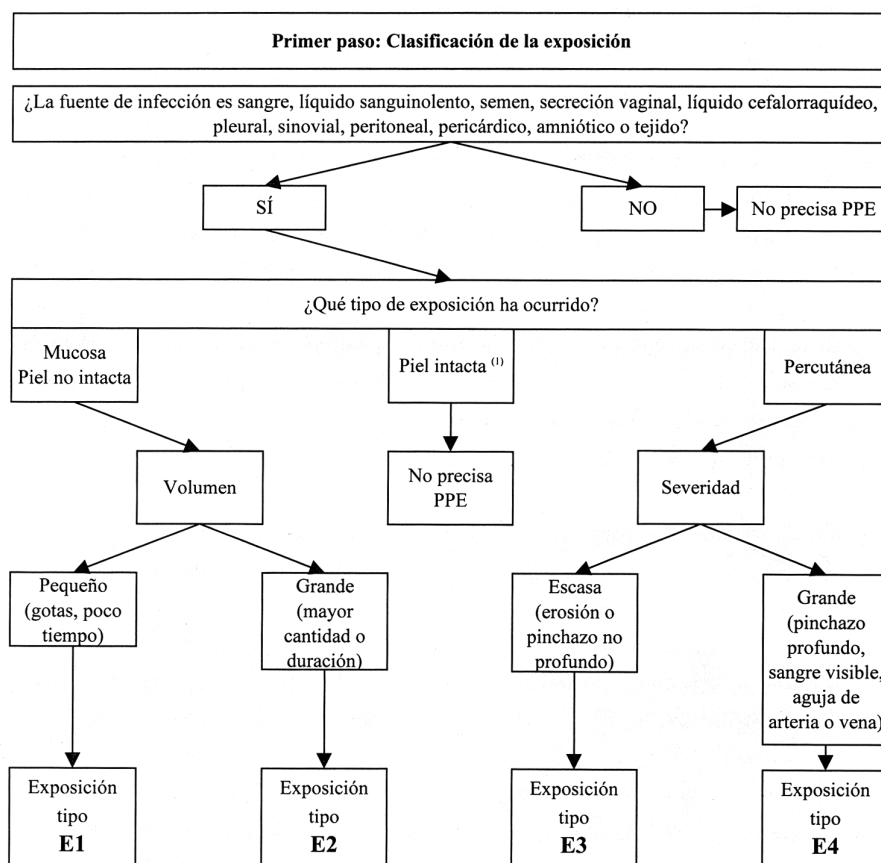 Primer paso: Clasificación de la exposición
¿La fuente de infección es sangre, líquido sanguinolento, semen, secreción vaginal, líquido cefalorraquídeo,
pleural, sinovial, peritoneal, pericárdico, amniótico o tejido?
SÍ
NO
No precisa PPE
¿Qué tipo de exposición ha ocurrido?
Mucosa
Piel no intacta
Piel intacta (1)
Percutánea
Volumen
No precisa
PPE
Severidad
Pequeño
(gotas, poco
tiempo)
Grande
(mayor
cantidad o
duración)
Escasa
(erosión o
pinchazo no
profundo)
Grande
(pinchazo
profundo,
sangre visible,
aguja de
arteria o vena)
Exposición
tipo
E1
Exposición
tipo
E2
Exposición
tipo
E3
Exposición
tipo
E4